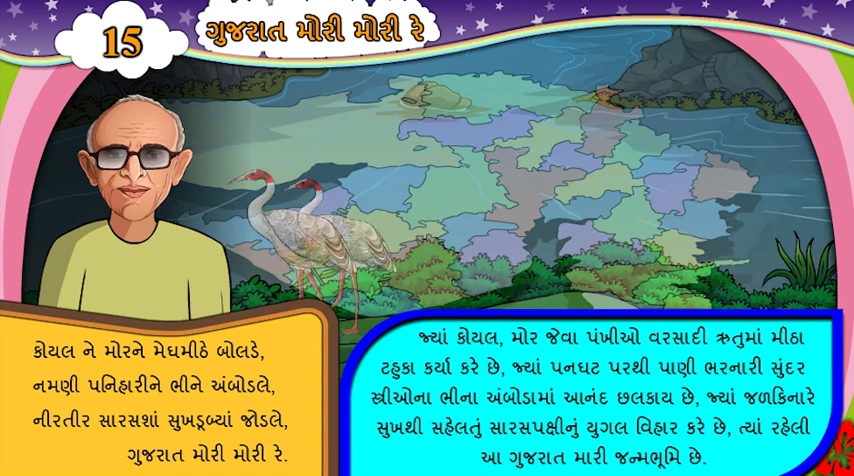 15
ગુજરાત મોરી મોરી રે
કોયલ ને મોરને મેઘમીઠે બોલડે,
નમણી પનિહારીને ભીને અંબોડલે,
નીરતીર સારસશાં સુખડૂબ્યાં જોડલે,
ગુજરાત મોરી મોરી રે.
જ્યાં કોયલ, મોર જેવા પંખીઓ વરસાદી ઋતુમાં મીઠા
ટહુકા કર્યા કરે છે, જ્યાં પનઘટ પરથી પાણી ભરનારી સુંદર
સ્ત્રીઓના ભીના અંબોડામાં આનંદ છલકાય છે, જ્યાં જળકિનારે
સુખથી સહેલતું સારસપક્ષીનું યુગલ વિહાર કરે છે, ત્યાં રહેલી
આ ગુજરાત મારી જન્મભૂમિ છે.